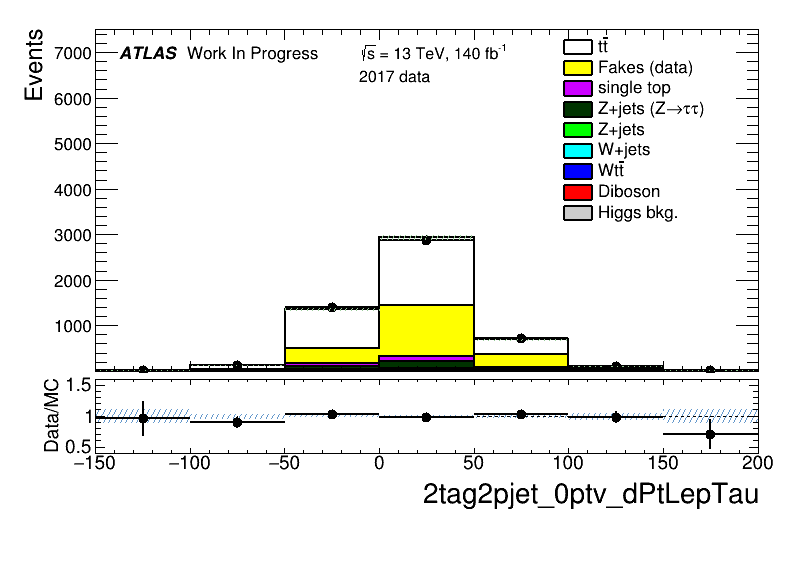 Events
7000
6000
5000
4000
3000
2000
1000
ATLAS Work In Progress
√s = 13 TeV, 140 fb⁻¹
2017 data
tt̄
Fakes (data)
single top
Z+jets (Z→ττ)
Z+jets
W+jets
Wtt̄
Diboson
Higgs bkg.
Data/MC
1.5
1
0.5
−150 −100 −50 0 50 100 150 200
2tag2pjet_0ptv_dPtLepTau